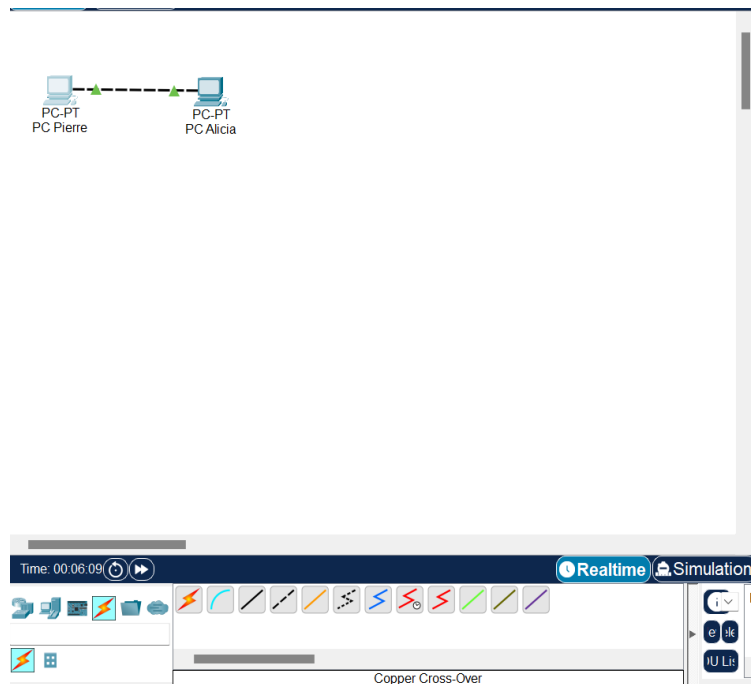 PC-PT
PC Pierre
PC-PT
PC Alicia
Time: 00:06:09
Realtime
Simulation
Copper Cross-Over